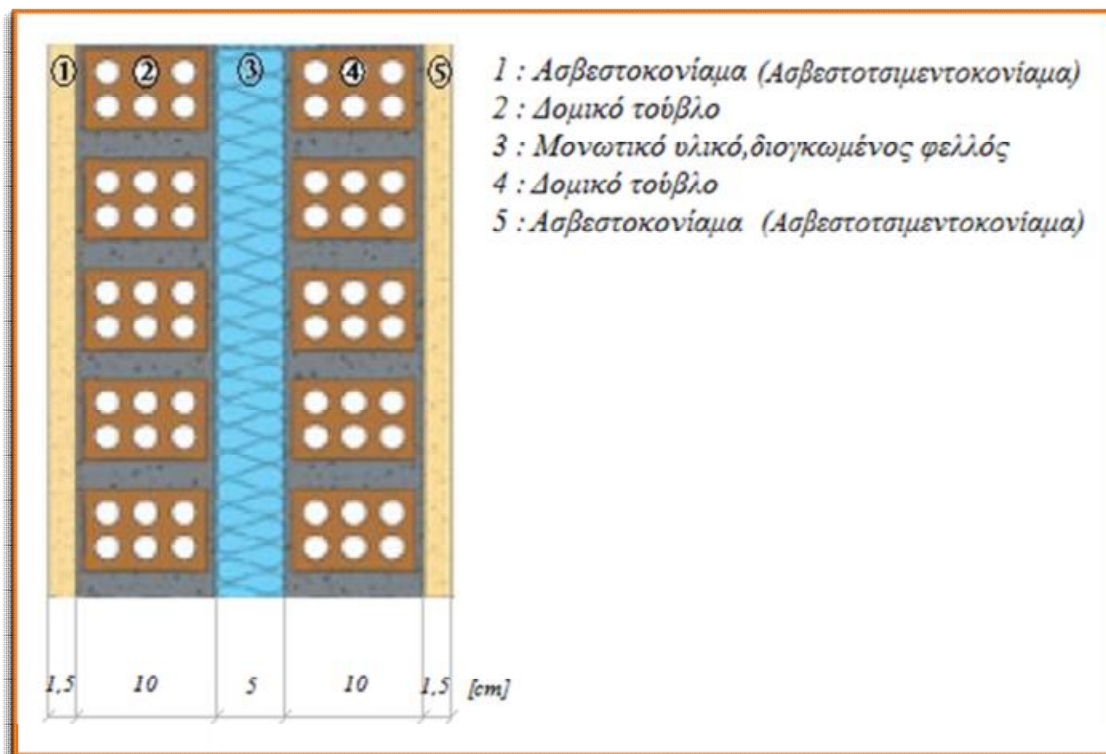 1 2 3 4 5
1 : Ασβεστοκονίαμα (Ασβεστοτσιμεντοκονίαμα)
2 : Δομικό τούβλο
3 : Μονωτικό υλικό,διογκωμένος φελλός
4 : Δομικό τούβλο
5 : Ασβεστοκονίαμα (Ασβεστοτσιμεντοκονίαμα)
1,5 10 5 10 1,5 [cm]